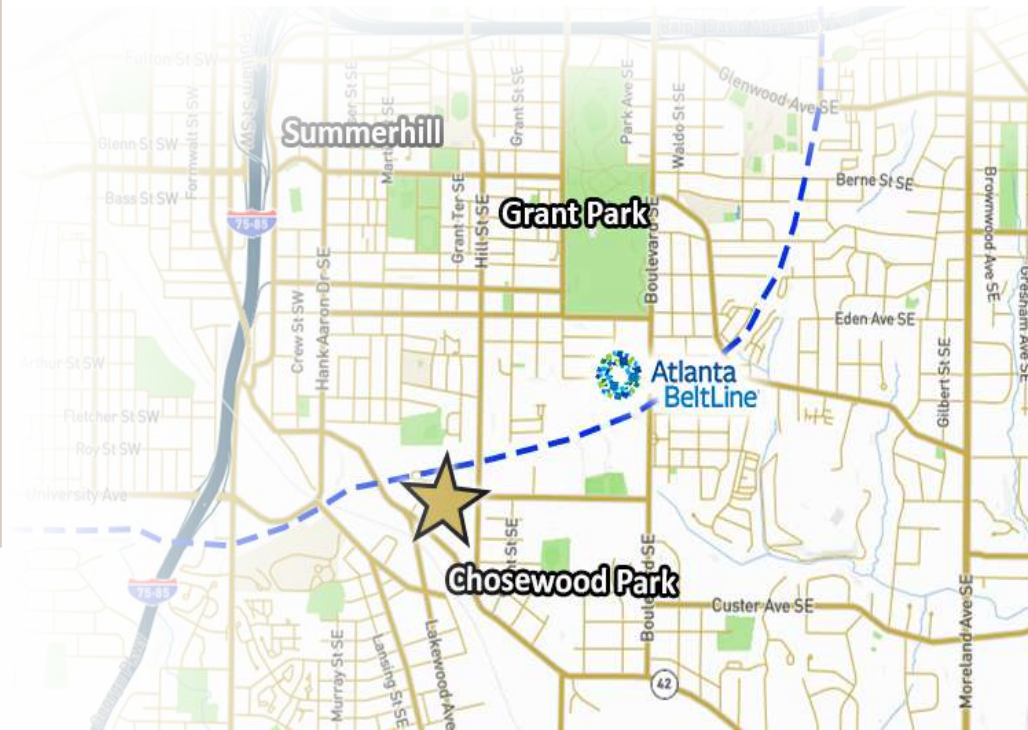 Fulton St SW
Glenwood Ave SE
Summerhill
Glenn St SW
Formwalt St SW
Grant St SE
Park Ave SE
Waldo St SE
Bass St SW
75-85
Grant Ter SE
Hill St SE
Grant Park
Boulevard SE
Berne St SE
Brownwood Ave SE
Crew St SW
Hank Aaron Dr SE
Eden Ave SE
Gilbert St SE
Atlanta
BeltLine
Fletcher St SW
Roy St SW
University Ave
75-85
Chosewood Park
Custer Ave SE
Murray St SE
Lansing St SE
Lakewood Ave
42
Moreland Ave SE